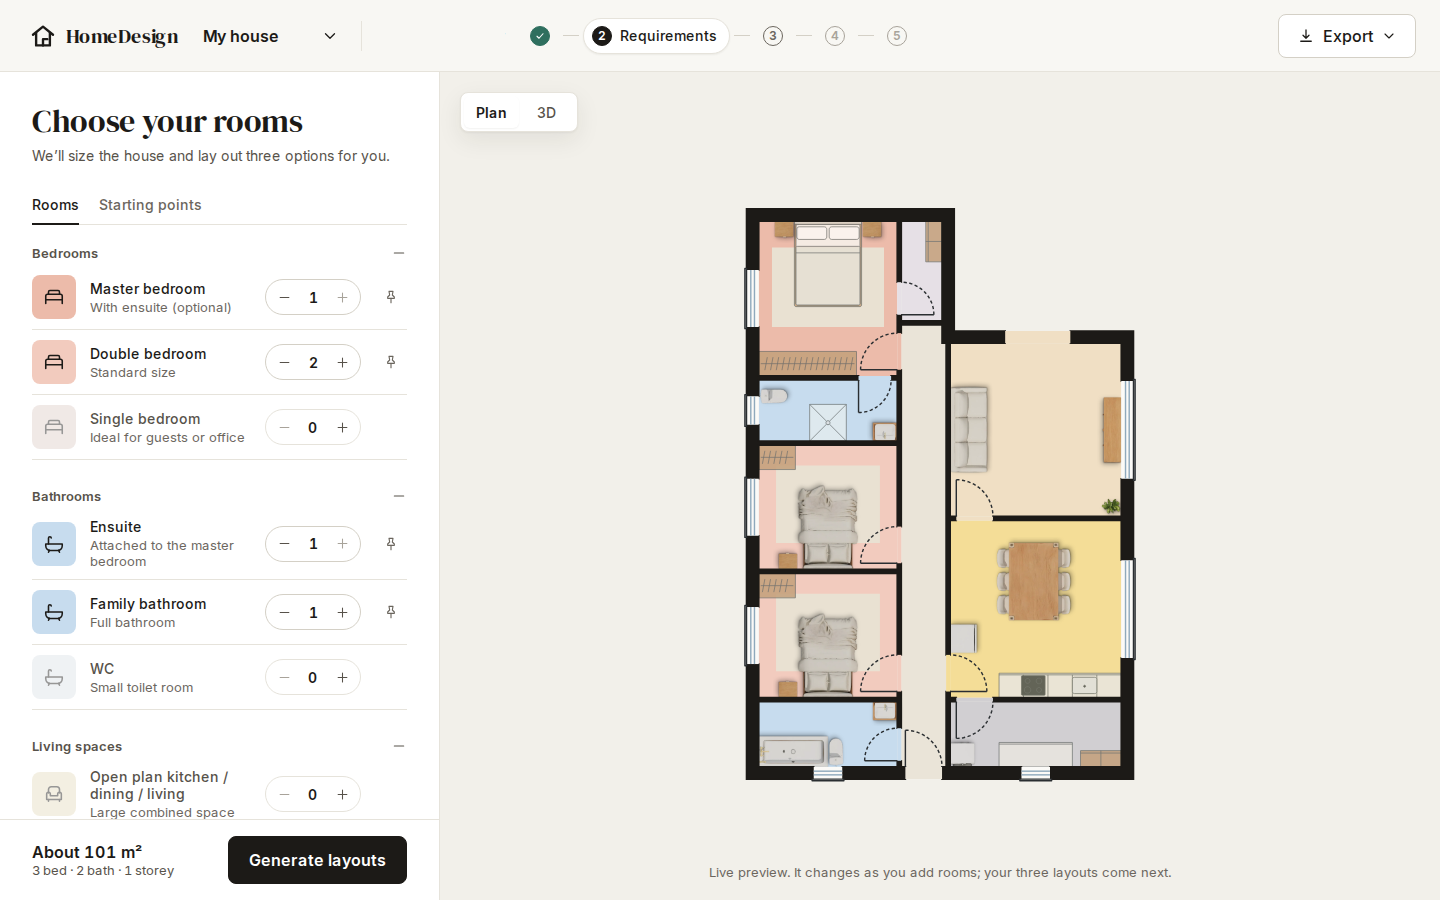 HomeDesign
My house
2 Requirements
3
4
5
Export
Choose your rooms
We’ll size the house and lay out three options for you.
Rooms
Starting points
Bedrooms
Master bedroom
With ensuite (optional)
1
Double bedroom
Standard size
2
Single bedroom
Ideal for guests or office
0
Bathrooms
Ensuite
Attached to the master
bedroom
1
Family bathroom
Full bathroom
1
WC
Small toilet room
0
Living spaces
Open plan kitchen /
dining / living
Large combined space
0
About 101 m²
3 bed · 2 bath · 1 storey
Generate layouts
Plan
3D
Live preview. It changes as you add rooms; your three layouts come next.